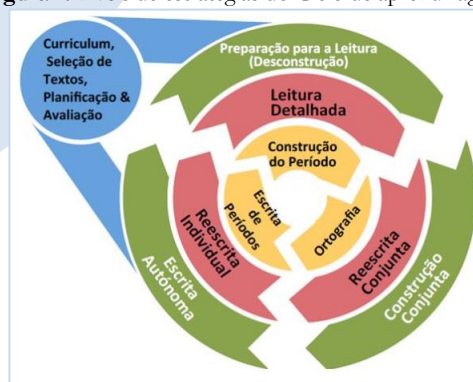 Curriculum,
Seleção de
Textos,
Planificação &
Avaliação
Preparação para a Leitura
(Desconstrução)
Leitura
Detalhada
Construção
do Período
Escrita
de
Períodos
Ortografia
Reescrita
Individual
Reescrita
Conjunta
Escrita
Autónoma
Construção
Conjunta